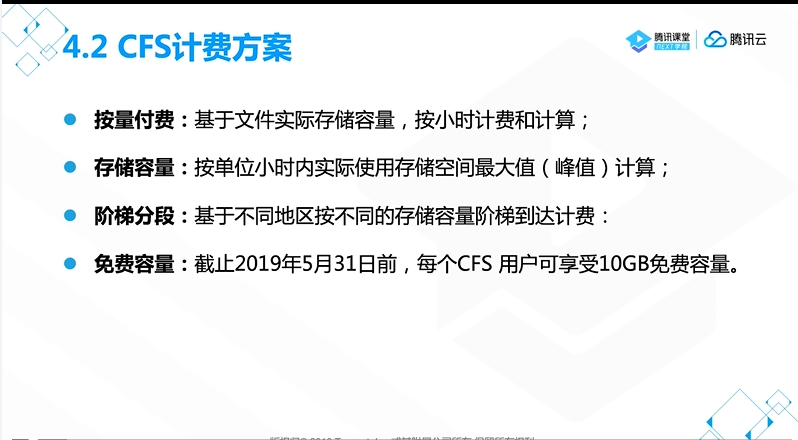 4.2 CFS计费方案
腾讯课堂
NEXT学院
腾讯云
按量付费：基于文件实际存储容量，按小时计费和计算；
存储容量：按单位小时内实际使用存储空间最大值（峰值）计算；
阶梯分段：基于不同地区按不同的存储容量阶梯到达计费：
免费容量：截止2019年5月31日前，每个CFS 用户可享受10GB免费容量。